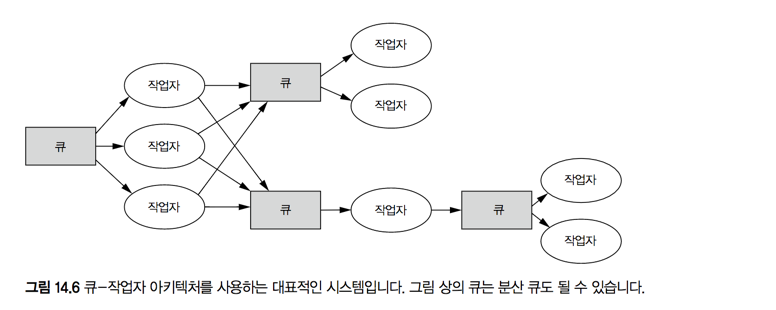 작업자
작업자
큐
작업자
작업자
큐
작업자
작업자
작업자
큐
작업자
큐
작업자
그림 14.6 큐-작업자 아키텍처를 사용하는 대표적인 시스템입니다. 그림 상의 큐는 분산 큐도 될 수 있습니다.